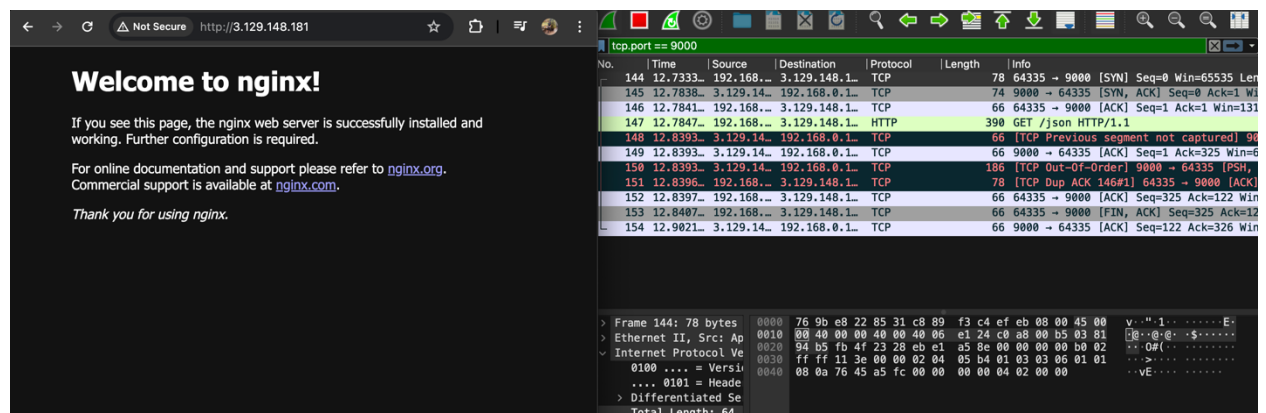 Not Secure http://3.129.148.181
Welcome to nginx!
If you see this page, the nginx web server is successfully installed and
working. Further configuration is required.
For online documentation and support please refer to nginx.org.
Commercial support is available at nginx.com.
Thank you for using nginx.
tcp.port == 9000
No. Time Source Destination Protocol Length Info
144 12.7333… 192.168.… 3.129.148.1… TCP 78 64335 → 9000 [SYN] Seq=0 Win=65535 Len
145 12.7838… 3.129.14… 192.168.0.1… TCP 74 9000 → 64335 [SYN, ACK] Seq=0 Ack=1 Wi
146 12.7841… 192.168.… 3.129.148.1… TCP 66 64335 → 9000 [ACK] Seq=1 Ack=1 Win=131
147 12.7847… 192.168.… 3.129.148.1… HTTP 390 GET /json HTTP/1.1
148 12.8393… 3.129.14… 192.168.0.1… TCP 66 [TCP Previous segment not captured] 90
149 12.8393… 3.129.14… 192.168.0.1… TCP 66 9000 → 64335 [ACK] Seq=1 Ack=325 Win=6
150 12.8393… 3.129.14… 192.168.0.1… TCP 186 [TCP Out-Of-Order] 9000 → 64335 [PSH,
151 12.8396… 192.168.… 3.129.148.1… TCP 78 [TCP Dup ACK 146#1] 64335 → 9000 [ACK]
152 12.8397… 192.168.… 3.129.148.1… TCP 66 64335 → 9000 [ACK] Seq=325 Ack=122 Win
153 12.8407… 192.168.… 3.129.148.1… TCP 66 64335 → 9000 [FIN, ACK] Seq=325 Ack=12
154 12.9021… 3.129.14… 192.168.0.1… TCP 66 9000 → 64335 [ACK] Seq=122 Ack=326 Win
Frame 144: 78 bytes
Ethernet II, Src: Ap
Internet Protocol Ve
0100 .... = Versi
.... 0101 = Heade
Differentiated Se
Total Length: 64
0000 76 9b e8 22 85 31 c8 89 f3 c4 ef eb 08 00 45 00 v··"·1·· ······E·
0010 00 40 00 00 40 00 40 06 e1 24 c0 a8 00 b5 03 81 ·@··@·@· ·$······
0020 94 b5 fb 4f 23 28 eb e1 a5 8e 00 00 00 00 b0 02 ···O#(·· ········
0030 ff ff 11 3e 00 00 02 04 05 b4 01 03 03 06 01 01 ···>···· ········
0040 08 0a 76 45 a5 fc 00 00 00 00 04 02 00 00 ··vE···· ······